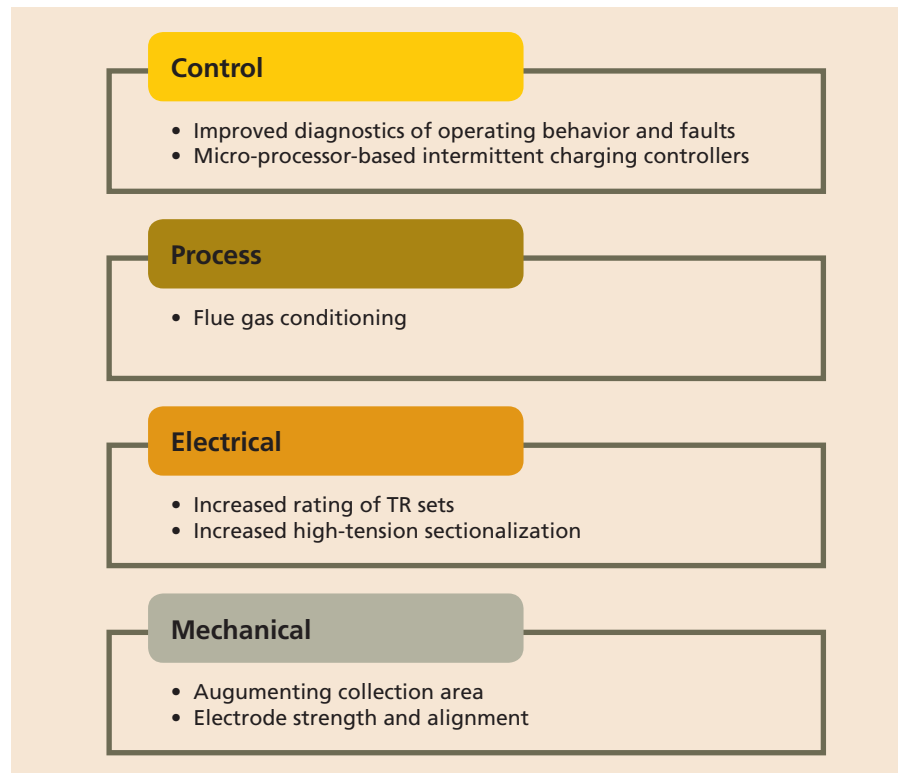 Control
• Improved diagnostics of operating behavior and faults
• Micro-processor-based intermittent charging controllers
Process
• Flue gas conditioning
Electrical
• Increased rating of TR sets
• Increased high-tension sectionalization
Mechanical
• Augumenting collection area
• Electrode strength and alignment